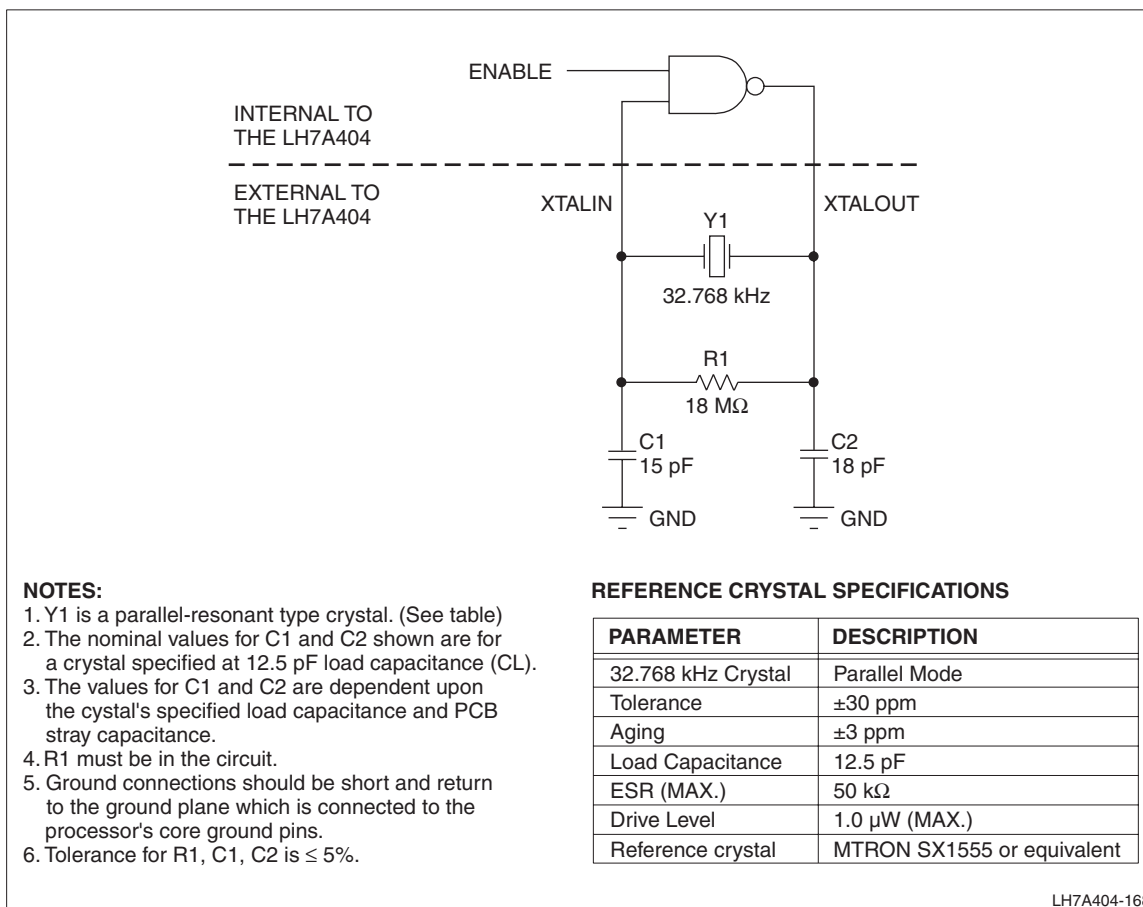 ENABLE
INTERNAL TO
THE LH7A404
EXTERNAL TO
THE LH7A404
XTALIN
XTALOUT
Y1
32.768 kHz
R1
18 MΩ
C1
15 pF
C2
18 pF
GND
GND
NOTES:
1. Y1 is a parallel-resonant type crystal. (See table)
2. The nominal values for C1 and C2 shown are for
a crystal specified at 12.5 pF load capacitance (CL).
3. The values for C1 and C2 are dependent upon
the cystal's specified load capacitance and PCB
stray capacitance.
4. R1 must be in the circuit.
5. Ground connections should be short and return
to the ground plane which is connected to the
processor's core ground pins.
6. Tolerance for R1, C1, C2 is ≤ 5%.
REFERENCE CRYSTAL SPECIFICATIONS
PARAMETER DESCRIPTION
32.768 kHz Crystal Parallel Mode
Tolerance ±30 ppm
Aging ±3 ppm
Load Capacitance 12.5 pF
ESR (MAX.) 50 kΩ
Drive Level 1.0 µW (MAX.)
Reference crystal MTRON SX1555 or equivalent